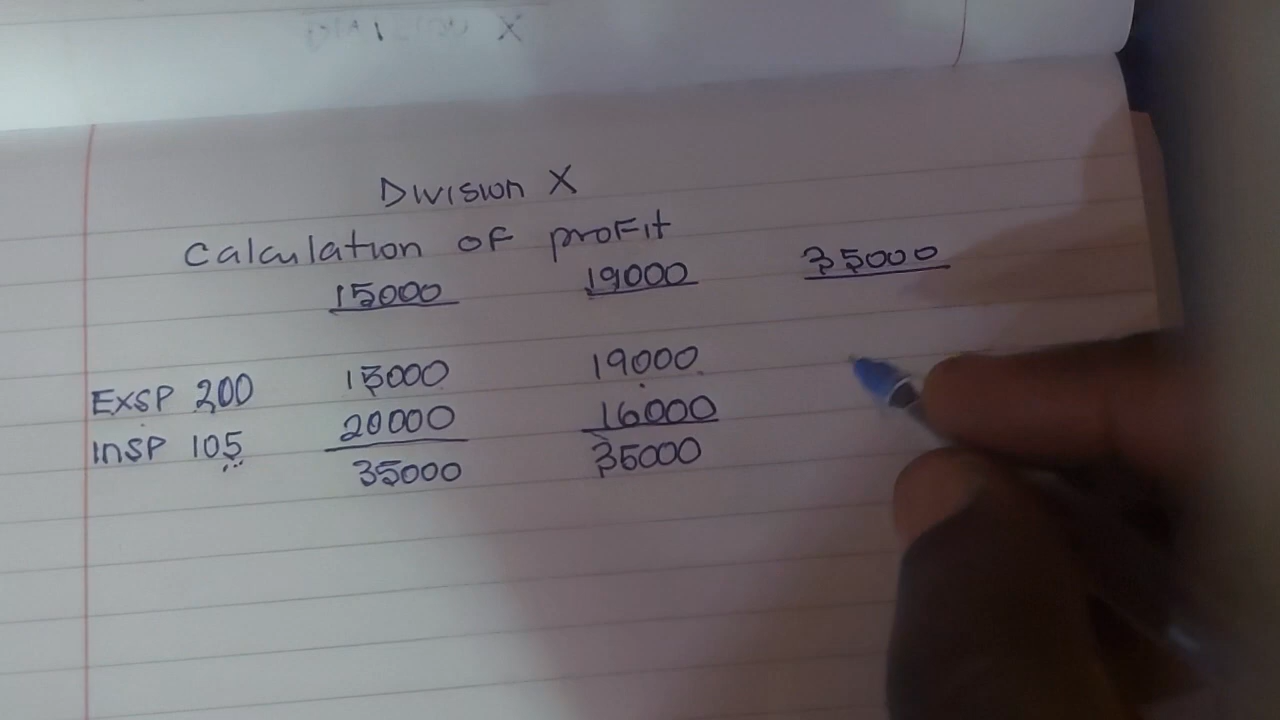 Division X
Calculation of profit
15000 19000 35000
EXSP 200 15000 19000
INSP 105 20000 16000
35000 35000